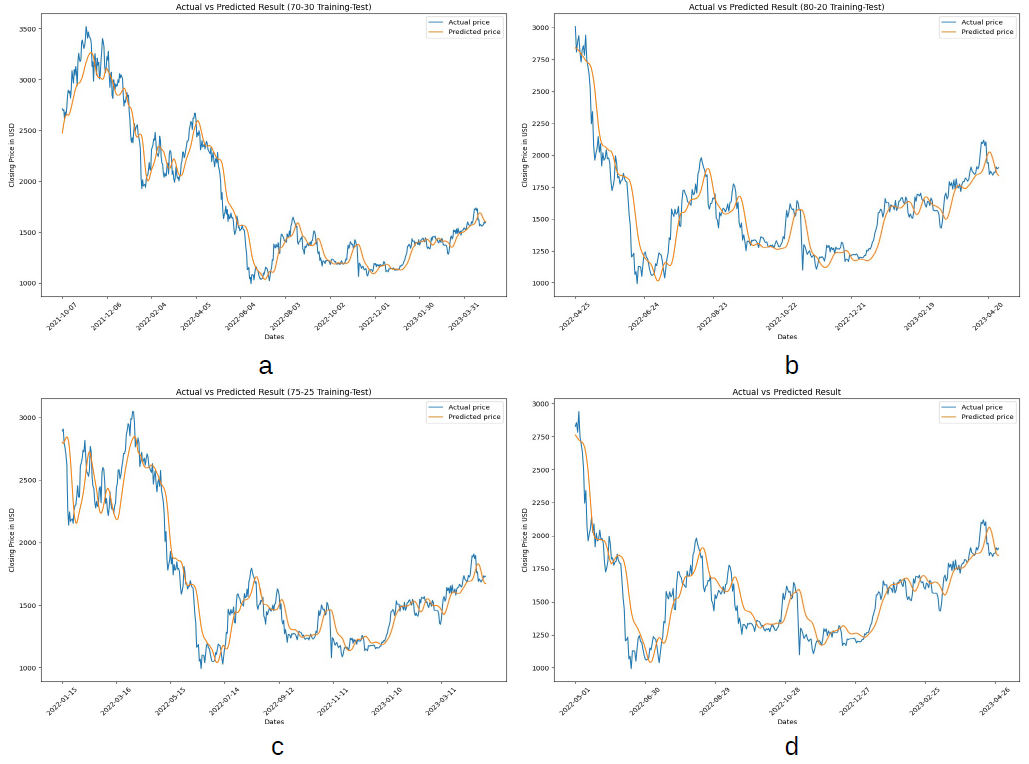 Actual vs Predicted Result (70-30 Training-Test)
Actual price
Predicted price
Closing Price in USD
3500
3000
2500
2000
1500
1000
2021-10-07
2021-12-06
2022-02-04
2022-04-05
2022-06-04
2022-08-03
2022-10-02
2022-12-01
2023-01-30
2023-03-31
Dates
a
Actual vs Predicted Result (80-20 Training-Test)
Actual price
Predicted price
Closing Price in USD
3000
2750
2500
2250
2000
1750
1500
1250
1000
2022-04-25
2022-06-24
2022-08-23
2022-10-22
2022-12-21
2023-02-19
2023-04-20
Dates
b
Actual vs Predicted Result (75-25 Training-Test)
Actual price
Predicted price
Closing Price in USD
3000
2500
2000
1500
1000
2022-01-15
2022-03-16
2022-05-15
2022-07-14
2022-09-12
2022-11-11
2023-01-10
2023-03-11
Dates
c
Actual vs Predicted Result
Actual price
Predicted price
Closing Price in USD
3000
2750
2500
2250
2000
1750
1500
1250
1000
2022-05-01
2022-06-30
2022-08-29
2022-10-28
2022-12-27
2023-02-25
2023-04-26
Dates
d